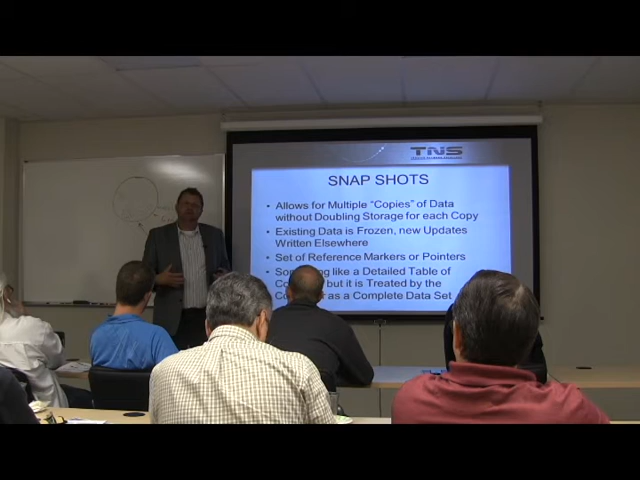 TNS
SNAP SHOTS
• Allows for Multiple "Copies" of Data
without Doubling Storage for each Copy
• Existing Data is Frozen, new Updates
Written Elsewhere
• Set of Reference Markers or Pointers
• like a Detailed Table of
but it is Treated by the
as a Complete Data Set